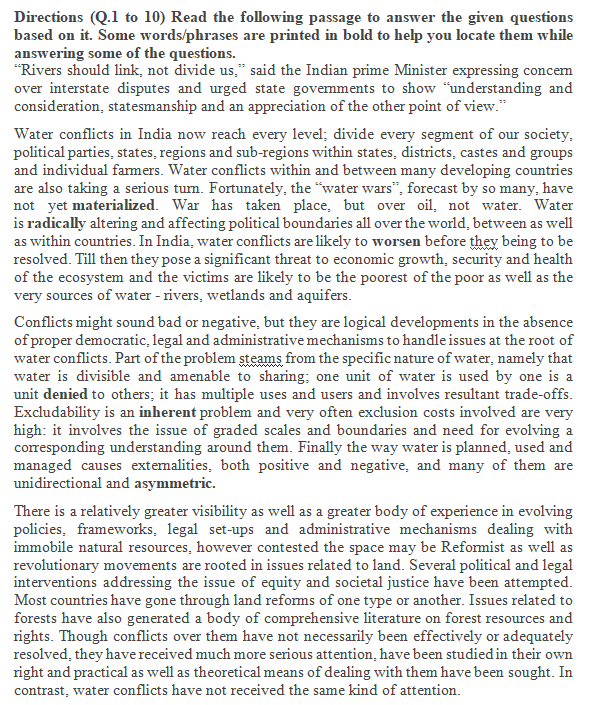 Directions (Q.1 to 10) Read the following passage to answer the given questions
based on it. Some words/phrases are printed in bold to help you locate them while
answering some of the questions.
“Rivers should link, not divide us,” said the Indian prime Minister expressing concern
over interstate disputes and urged state governments to show “understanding and
consideration, statesmanship and an appreciation of the other point of view.”
Water conflicts in India now reach every level; divide every segment of our society,
political parties, states, regions and sub-regions within states, districts, castes and groups
and individual farmers. Water conflicts within and between many developing countries
are also taking a serious turn. Fortunately, the “water wars”, forecast by so many, have
not yet materialized. War has taken place, but over oil, not water. Water
is radically altering and affecting political boundaries all over the world, between as well
as within countries. In India, water conflicts are likely to worsen before they being to be
resolved. Till then they pose a significant threat to economic growth, security and health
of the ecosystem and the victims are likely to be the poorest of the poor as well as the
very sources of water - rivers, wetlands and aquifers.
Conflicts might sound bad or negative, but they are logical developments in the absence
of proper democratic, legal and administrative mechanisms to handle issues at the root of
water conflicts. Part of the problem steams from the specific nature of water, namely that
water is divisible and amenable to sharing; one unit of water is used by one is a
unit denied to others; it has multiple uses and users and involves resultant trade-offs.
Excludability is an inherent problem and very often exclusion costs involved are very
high: it involves the issue of graded scales and boundaries and need for evolving a
corresponding understanding around them. Finally the way water is planned, used and
managed causes externalities, both positive and negative, and many of them are
unidirectional and asymmetric.
There is a relatively greater visibility as well as a greater body of experience in evolving
policies, frameworks, legal set-ups and administrative mechanisms dealing with
immobile natural resources, however contested the space may be Reformist as well as
revolutionary movements are rooted in issues related to land. Several political and legal
interventions addressing the issue of equity and societal justice have been attempted.
Most countries have gone through land reforms of one type or another. Issues related to
forests have also generated a body of comprehensive literature on forest resources and
rights. Though conflicts over them have not necessarily been effectively or adequately
resolved, they have received much more serious attention, have been studied in their own
right and practical as well as theoretical means of dealing with them have been sought. In
contrast, water conflicts have not received the same kind of attention.